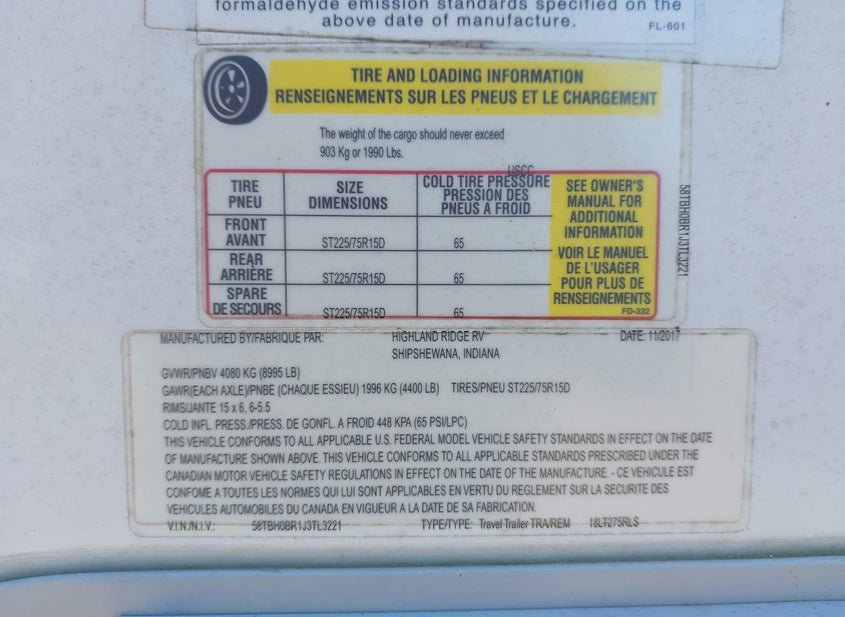 formaldehyde emission standards specified on the
above date of manufacture.
FL-601
TIRE AND LOADING INFORMATION
RENSEIGNEMENTS SUR LES PNEUS ET LE CHARGEMENT
The weight of the cargo should never exceed
903 Kg or 1990 Lbs.
USCC
TIRE
PNEU
SIZE
DIMENSIONS
COLD TIRE PRESSURE
PRESSION DES
PNEUS A FROID
SEE OWNER'S
MANUAL FOR
ADDITIONAL
INFORMATION
VOIR LE MANUEL
DE L'USAGER
POUR PLUS DE
RENSEIGNEMENTS
FD-332
FRONT
AVANT
ST225/75R15D
65
REAR
ARRIÈRE
ST225/75R15D
65
SPARE
DE SECOURS
ST225/75R15D
65
58TBH0BR1J3TL3221
MANUFACTURED BY/FABRIQUE PAR: HIGHLAND RIDGE RV DATE: 11/2017
SHIPSHEWANA, INDIANA
GVWR/PNBV 4080 KG (8995 LB)
GAWR(EACH AXLE)/PNBE (CHAQUE ESSIEU) 1996 KG (4400 LB) TIRES/PNEU ST225/75R15D
RIMS/JANTE 15 x 6, 6-5.5
COLD INFL. PRESS./PRESS. DE GONFL. A FROID 448 KPA (65 PSI/LPC)
THIS VEHICLE CONFORMS TO ALL APPLICABLE U.S. FEDERAL MODEL VEHICLE SAFETY STANDARDS IN EFFECT ON THE DATE
OF MANUFACTURE SHOWN ABOVE. THIS VEHICLE CONFORMS TO ALL APPLICABLE STANDARDS PRESCRIBED UNDER THE
CANADIAN MOTOR VEHICLE SAFETY REGULATIONS IN EFFECT ON THE DATE OF THE MANUFACTURE. - CE VEHICULE EST
CONFOME A TOUTES LES NORMES QUI LUI SONT APPLICABLES EN VERTU DU REGLEMENT SUR LA SECURITE DES
VEHICULES AUTOMOBILES DU CANADA EN VIGUEUR A LA DATE DE SA FABRICATION.
V.I.N./N.I.V.: 58TBH0BR1J3TL3221 TYPE/TYPE: Travel Trailer TRA/REM 18LT275RLS